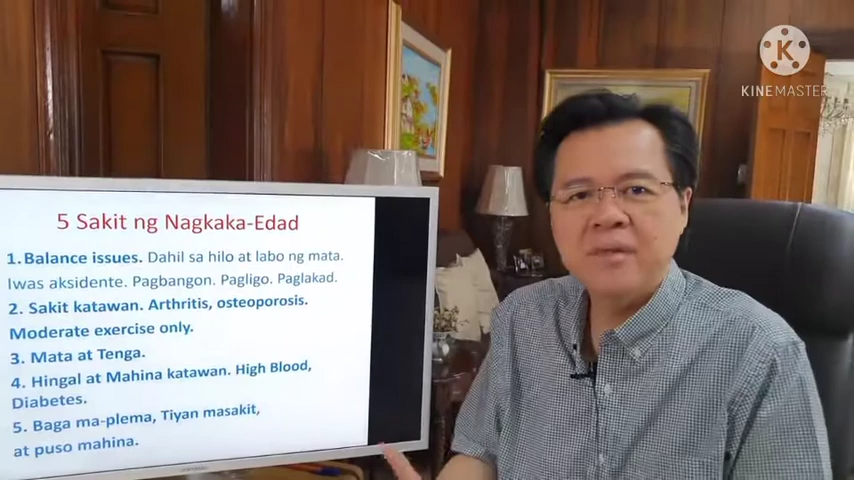 KINEMASTER
5 Sakit ng Nagkaka-Edad
1. Balance issues. Dahil sa hilo at labo ng mata.
Iwas aksidente. Pagbangon. Pagligo. Paglakad.
2. Sakit katawan. Arthritis, osteoporosis.
Moderate exercise only.
3. Mata at Tenga.
4. Hingal at Mahina katawan. High Blood,
Diabetes.
5. Baga ma-plema, Tiyan masakit,
at puso mahina.